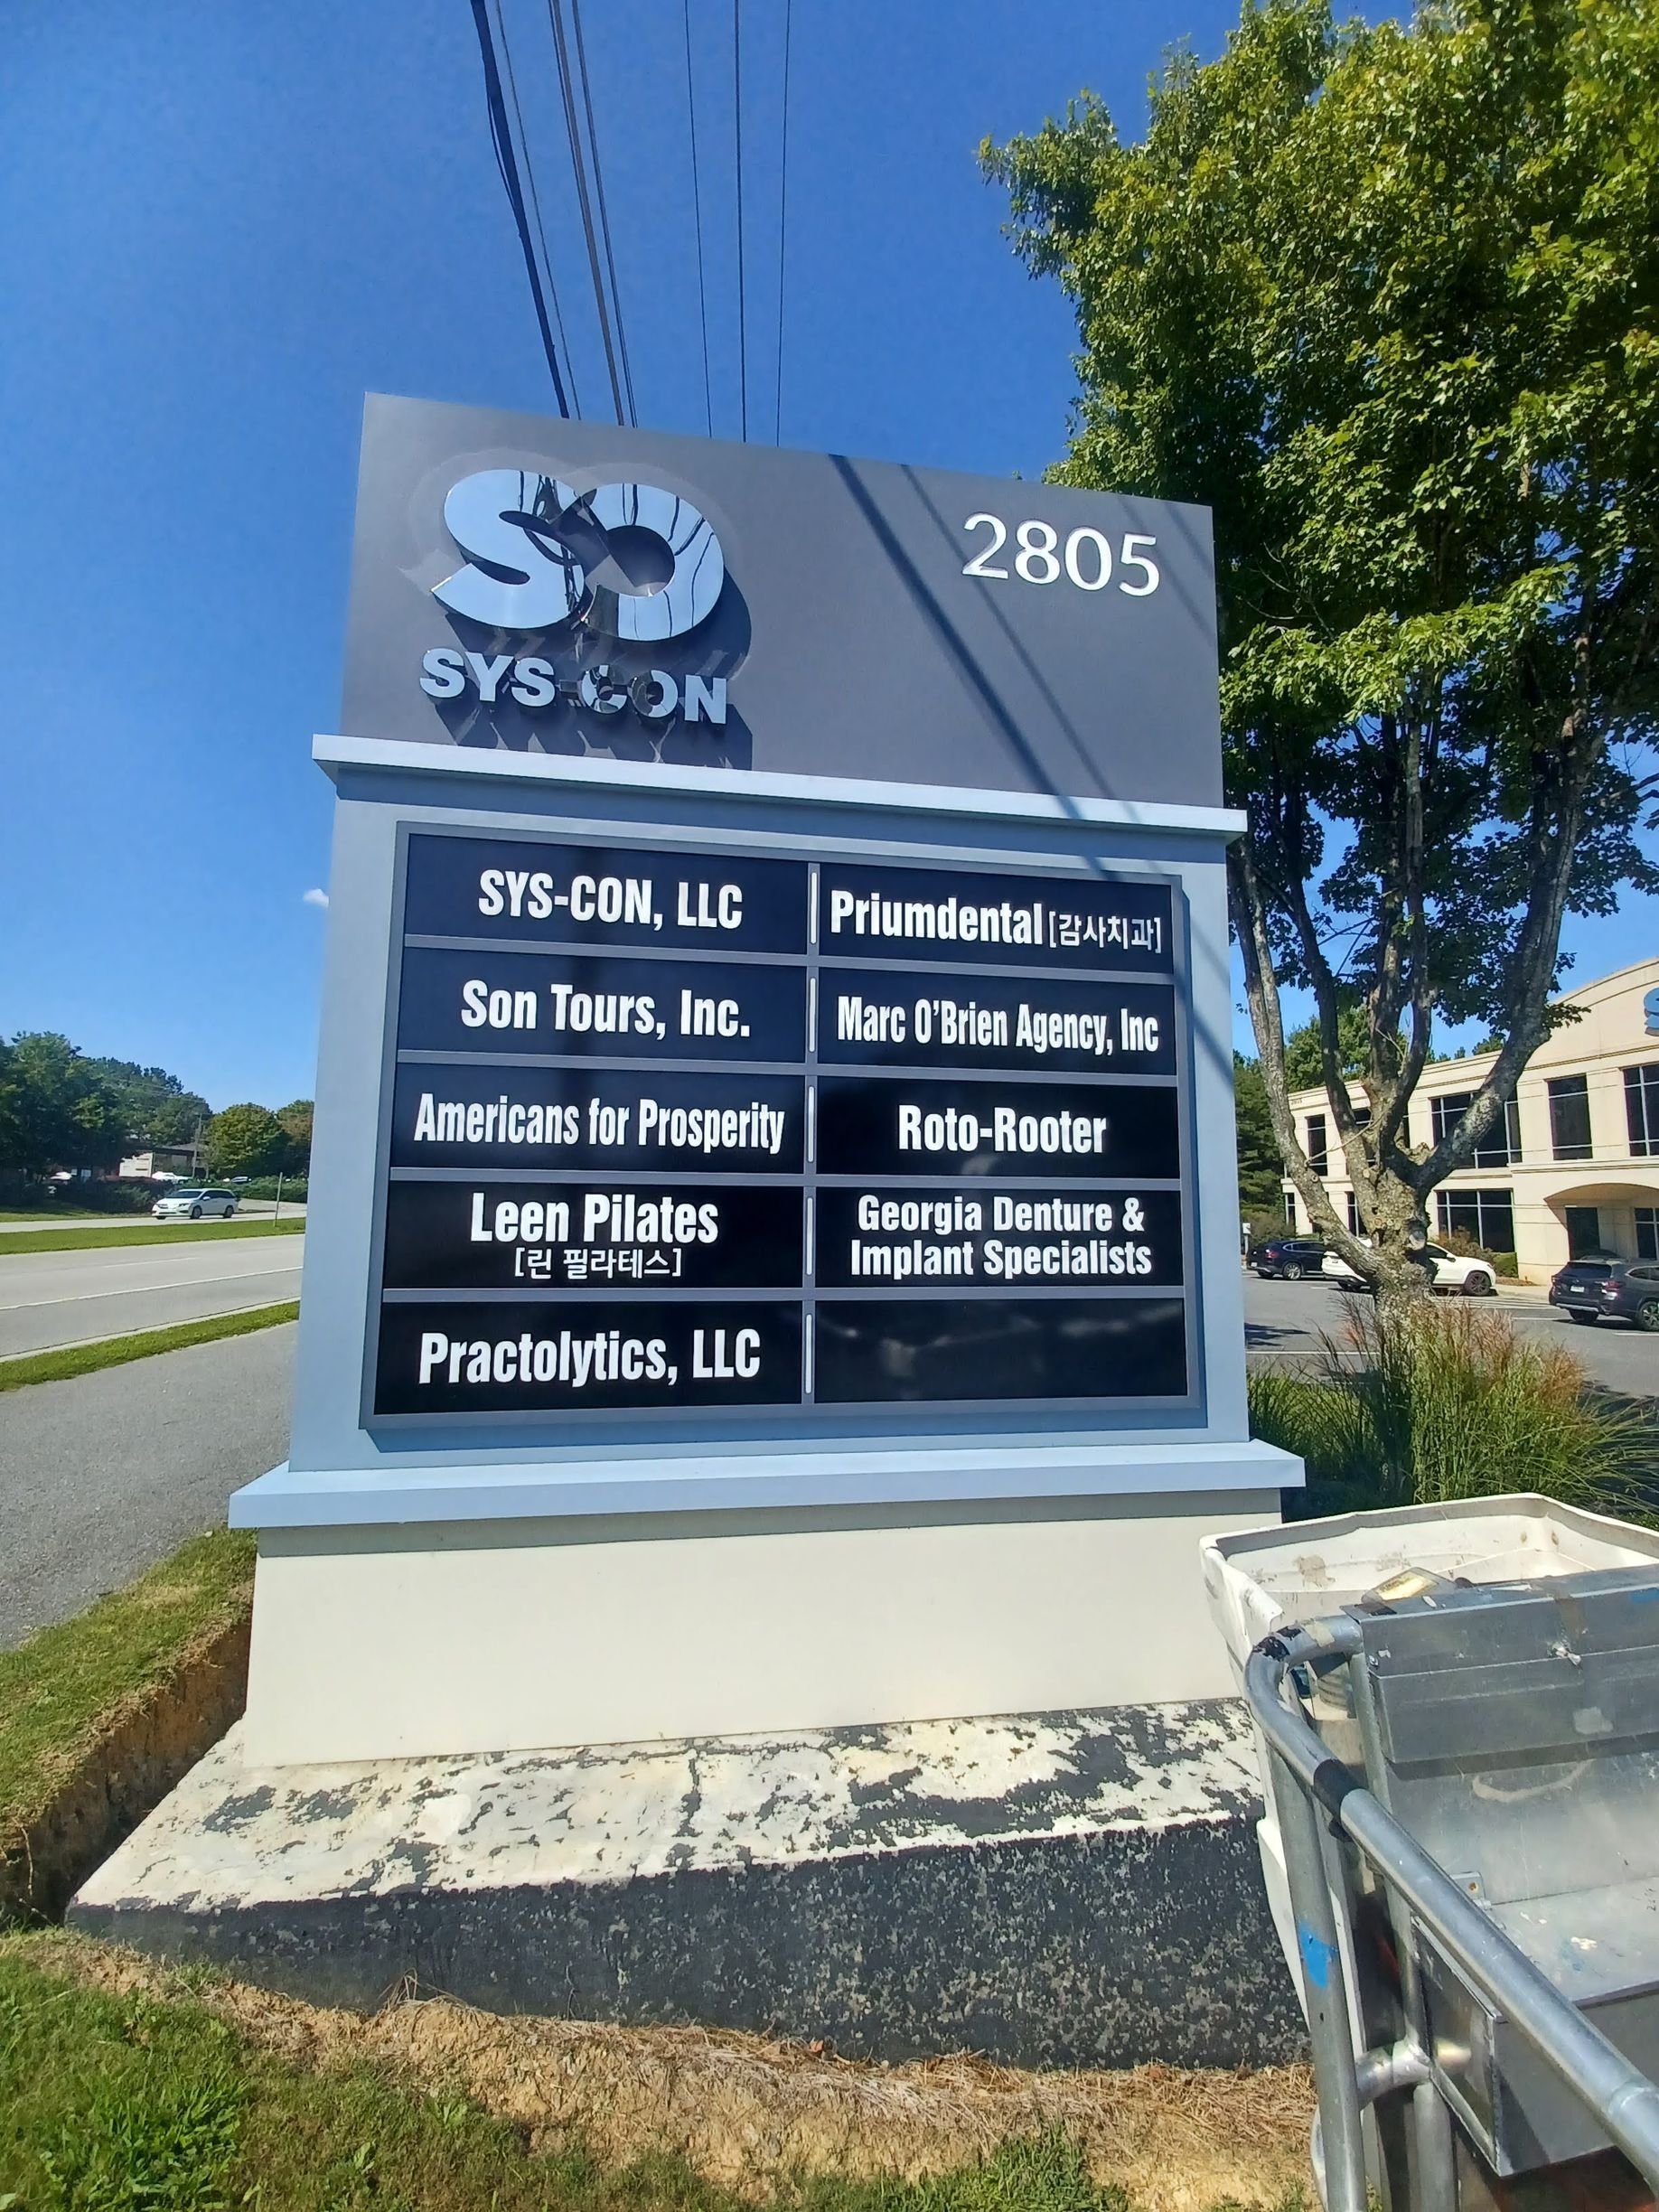 SC
SYS-CON
2805
SYS-CON, LLC
Priumdental [감사치과]
Son Tours, Inc.
Marc O'Brien Agency, Inc
Americans for Prosperity
Roto-Rooter
Leen Pilates
[린 필라테스]
Georgia Denture &
Implant Specialists
Practolytics, LLC